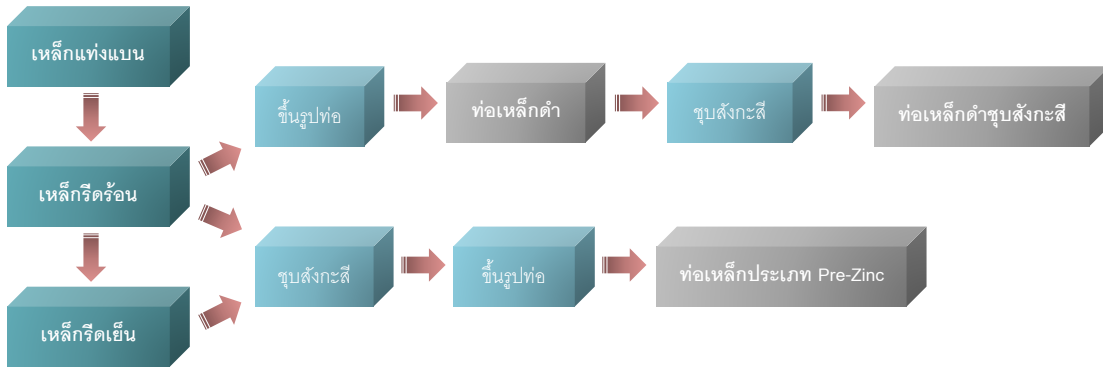 เหล็กแท่งแบน
ขึ้นรูปท่อ
ท่อเหล็กดำ
ชุบสังกะสี
ท่อเหล็กดำชุบสังกะสี
เหล็กรีดร้อน
ชุบสังกะสี
ขึ้นรูปท่อ
ท่อเหล็กประเภท Pre-Zinc
เหล็กรีดเย็น